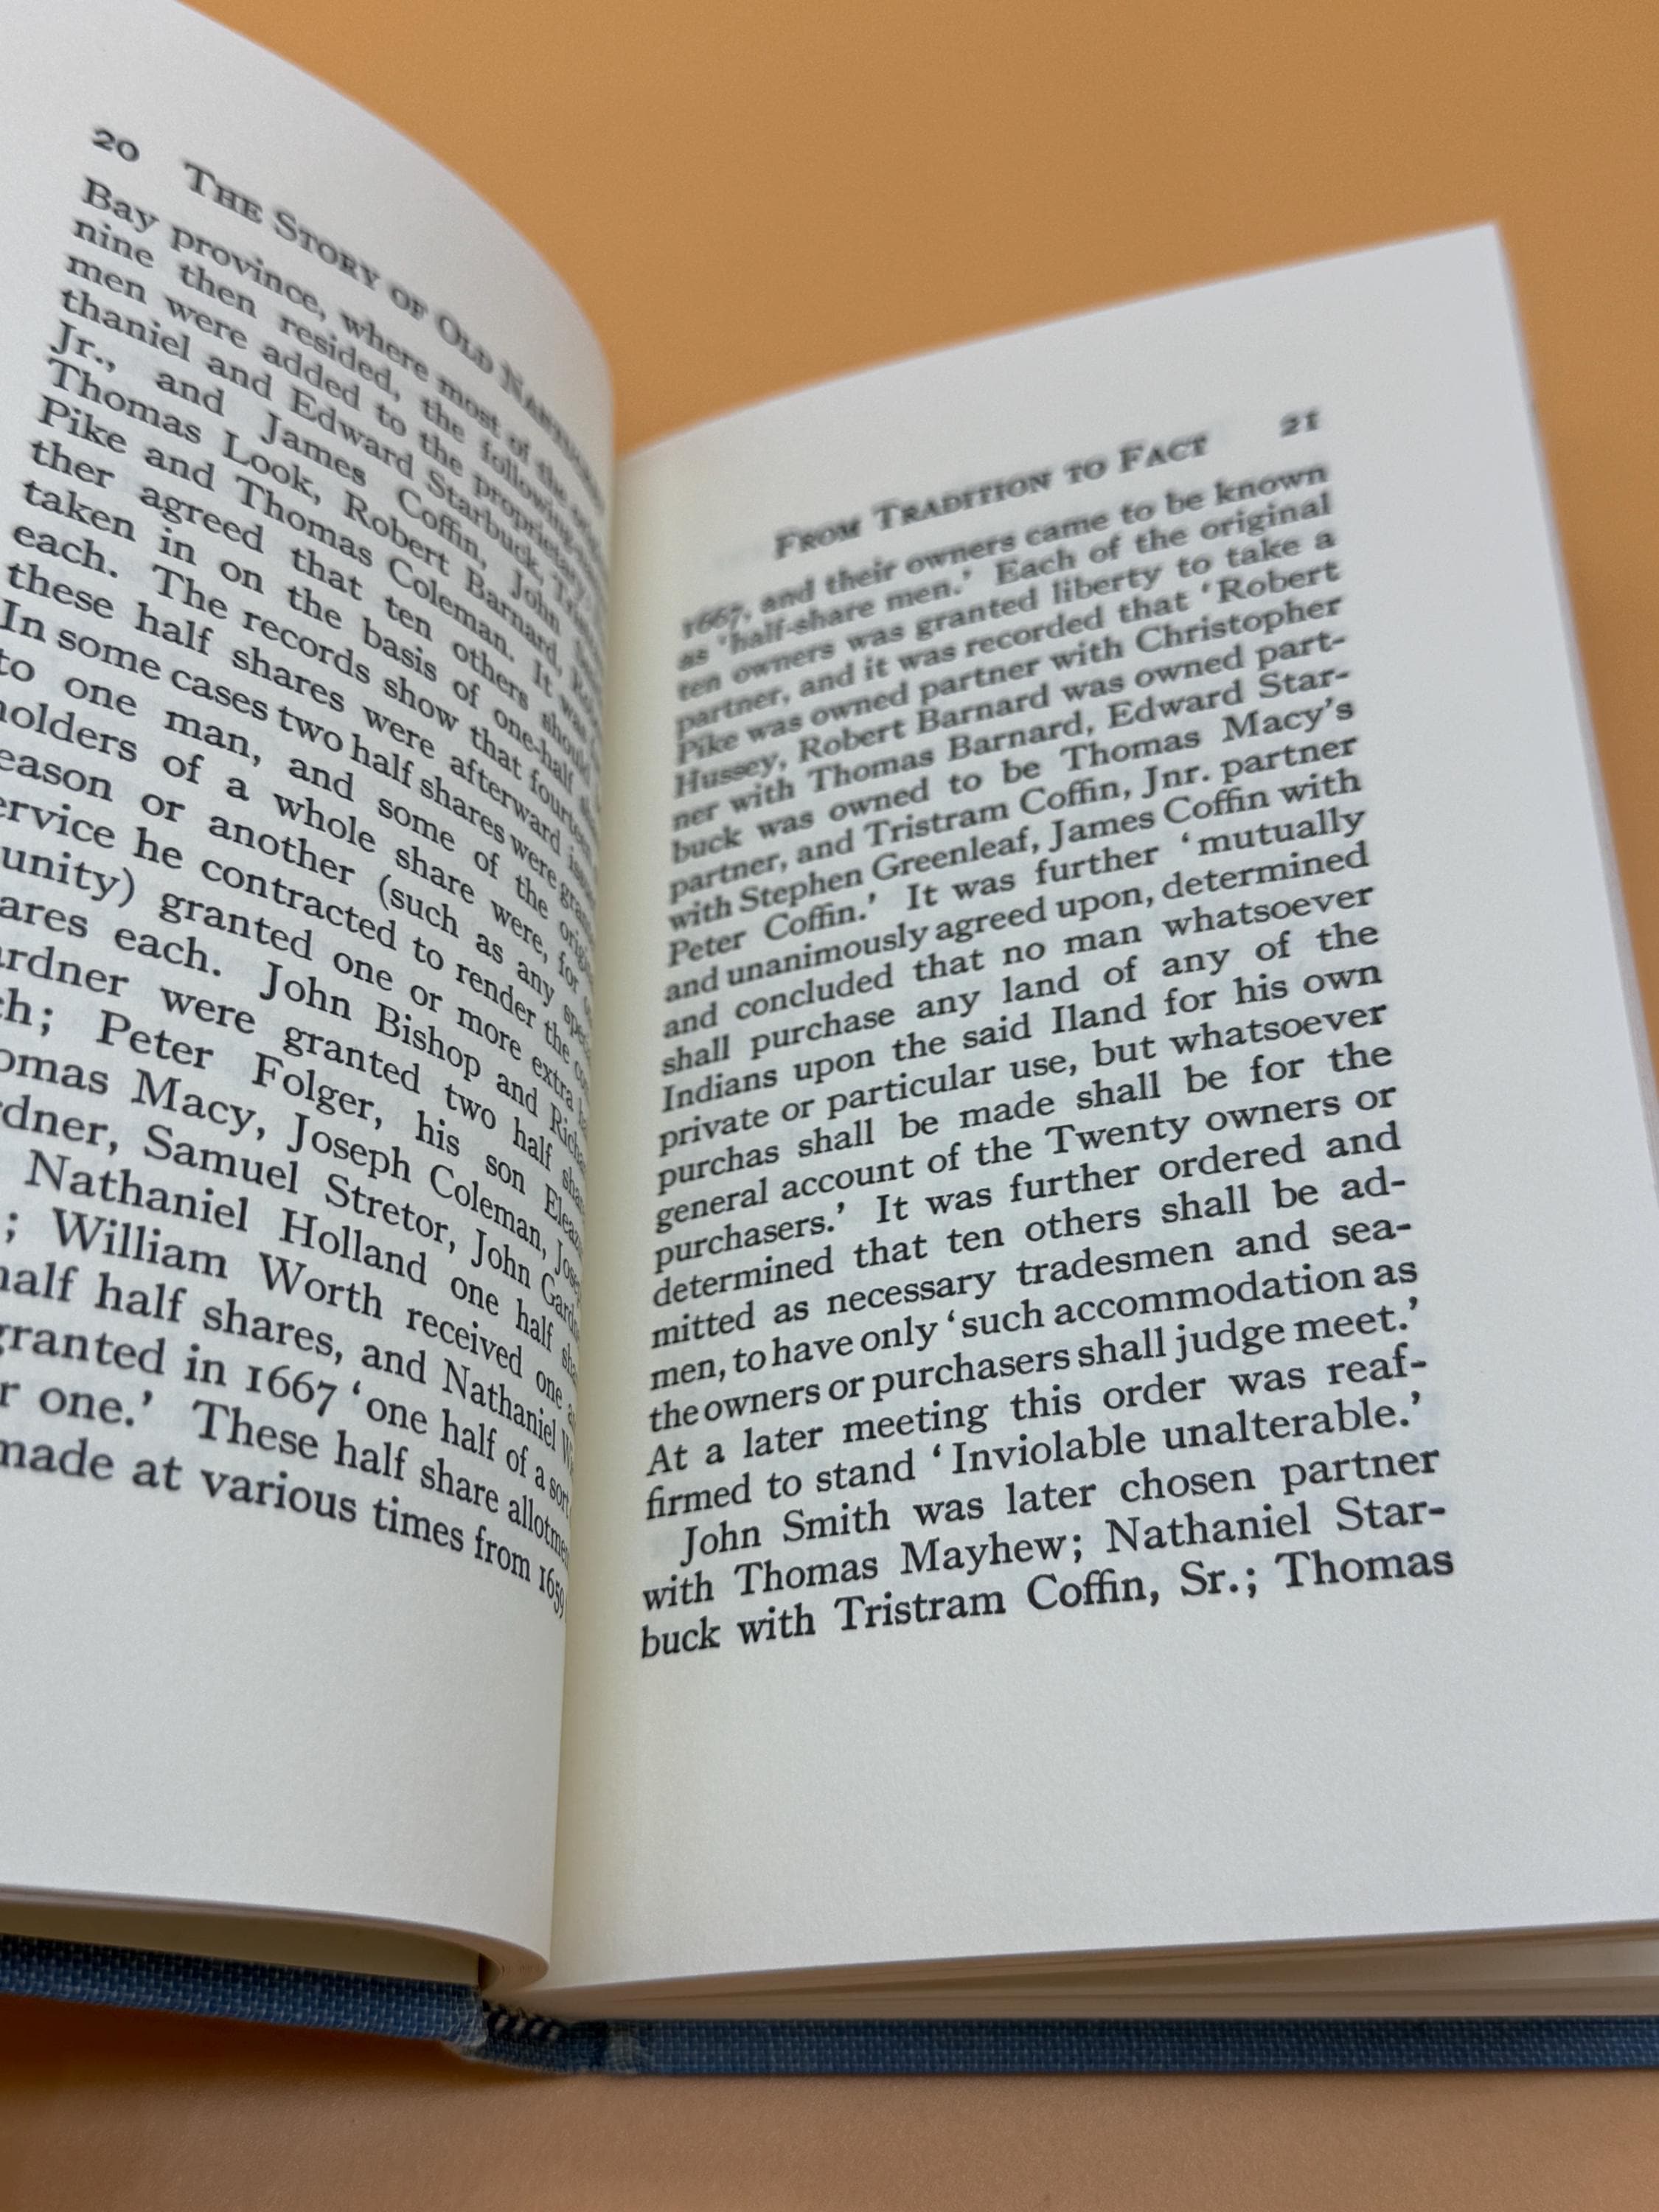 20 THE STORY OF OLD
Bay province, where most of the
nine then resided, the following
men were added to the
thaniel and Edward Starbuck,
Jr., and James Coffin, John
Thomas Look, Robert Barnard,
Pike and Thomas Coleman. It was
ther agreed that ten others should
taken in on the basis of one-half
each. The records show that fourteen
these half shares were afterward
In some cases two half shares were
to one man, and some of the
of a whole share were, for
or another (such as any
he contracted to render the
granted one or more extra
each. John Bishop and
were granted two half
Peter Folger, his son
Macy, Joseph Coleman,
Samuel Stretor, John
Nathaniel Holland one half
; William Worth received one
half shares, and Nathaniel
in 1667 ‘one half of a sort
one.’ These half share
at various times from 1659
FROM TRADITION TO FACT 21
1667, and their owners came to be known
as ‘half-share men.’ Each of the original
ten owners was granted liberty to take a
partner, and it was recorded that ‘Robert
Pike was owned partner with Christopher
Hussey, Robert Barnard was owned part-
ner with Thomas Barnard, Edward Star-
buck was owned to be Thomas Macy’s
partner, and Tristram Coffin, Jnr. partner
with Stephen Greenleaf, James Coffin with
Peter Coffin.’ It was further ‘mutually
and unanimously agreed upon, determined
and concluded that no man whatsoever
shall purchase any land of any of the
Indians upon the said Iland for his own
private or particular use, but whatsoever
purchas shall be made shall be for the
general account of the Twenty owners or
purchasers.’ It was further ordered and
determined that ten others shall be ad-
mitted as necessary tradesmen and sea-
men, to have only ‘such accommodation as
the owners or purchasers shall judge meet.’
At a later meeting this order was reaf-
firmed to stand ‘Inviolable unalterable.’
John Smith was later chosen partner
with Thomas Mayhew; Nathaniel Star-
buck with Tristram Coffin, Sr.; Thomas